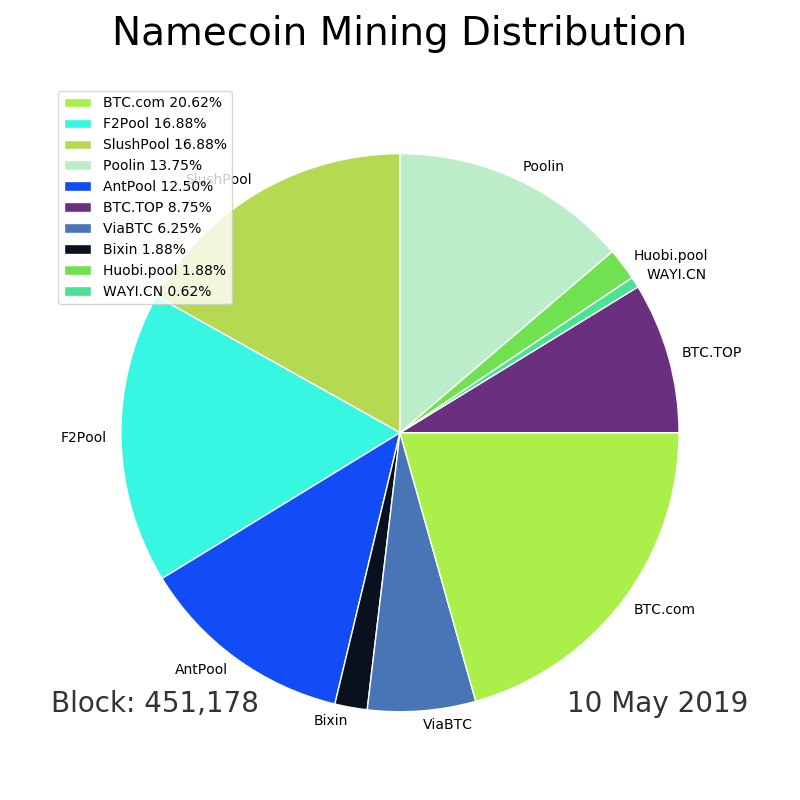 Namecoin Mining Distribution
BTC.com 20.62%
F2Pool 16.88%
SlushPool 16.88%
Poolin 13.75%
AntPool 12.50%
BTC.TOP 8.75%
ViaBTC 6.25%
Bixin 1.88%
Huobi.pool 1.88%
WAYI.CN 0.62%
SlushPool
Poolin
Huobi.pool
WAYI.CN
BTC.TOP
F2Pool
BTC.com
AntPool
Bixin
ViaBTC
Block: 451,178
10 May 2019